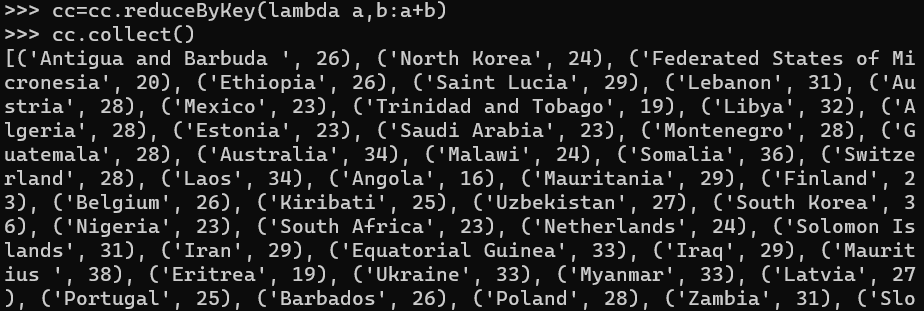 >>> cc=cc.reduceByKey(lambda a,b:a+b)
>>> cc.collect()
[('Antigua and Barbuda ', 26), ('North Korea', 24), ('Federated States of Mi
cronesia', 20), ('Ethiopia', 26), ('Saint Lucia', 29), ('Lebanon', 31), ('Au
stria', 28), ('Mexico', 23), ('Trinidad and Tobago', 19), ('Libya', 32), ('A
lgeria', 28), ('Estonia', 23), ('Saudi Arabia', 23), ('Montenegro', 28), ('G
uatemala', 28), ('Australia', 34), ('Malawi', 24), ('Somalia', 36), ('Switze
rland', 28), ('Laos', 34), ('Angola', 16), ('Mauritania', 29), ('Finland', 2
3), ('Belgium', 26), ('Kiribati', 25), ('Uzbekistan', 27), ('South Korea', 3
6), ('Nigeria', 23), ('South Africa', 23), ('Netherlands', 24), ('Solomon Is
lands', 31), ('Iran', 29), ('Equatorial Guinea', 33), ('Iraq', 29), ('Maurit
ius ', 38), ('Eritrea', 19), ('Ukraine', 33), ('Myanmar', 33), ('Latvia', 27
), ('Portugal', 25), ('Barbados', 26), ('Poland', 28), ('Zambia', 31), ('Slo